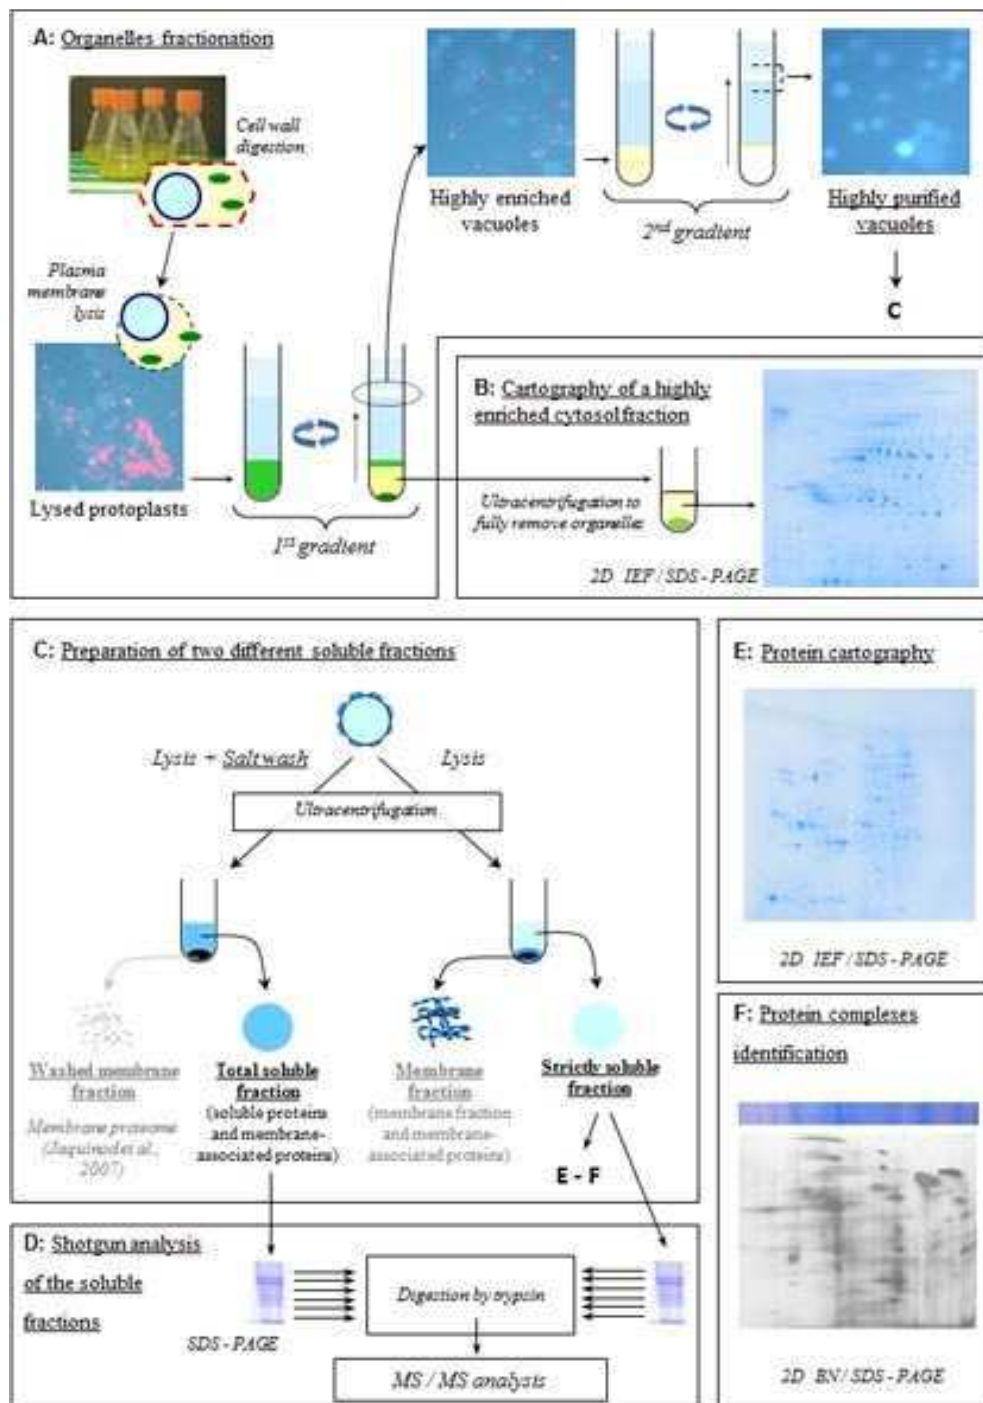 A: Organelles fractionation
Cell wall
digestion
Plasma
membrane
lysis
Lysed protoplasts
1st gradient
Highly enriched
vacuoles
2nd gradient
Highly purified
vacuoles
C
B: Cartography of a highly
enriched cytosol fraction
Ultracentrifugation to
fully remove organelles
2D IEF / SDS - PAGE
C: Preparation of two different soluble fractions
Lysis + Salt wash
Lysis
Ultracentrifugation
Washed membrane
fraction
Membrane proteome
(Jaquinod et al.,
2007)
Total soluble
fraction
(soluble proteins
and membrane-
associated proteins)
Membrane
fraction
(membrane fraction
and membrane-
associated proteins)
Strictly soluble
fraction
E - F
D: Shotgun analysis
of the soluble
fractions
SDS - PAGE
Digestion by trypsin
MS / MS analysis
E: Protein cartography
2D IEF / SDS - PAGE
F: Protein complexes
identification
2D BN / SDS - PAGE